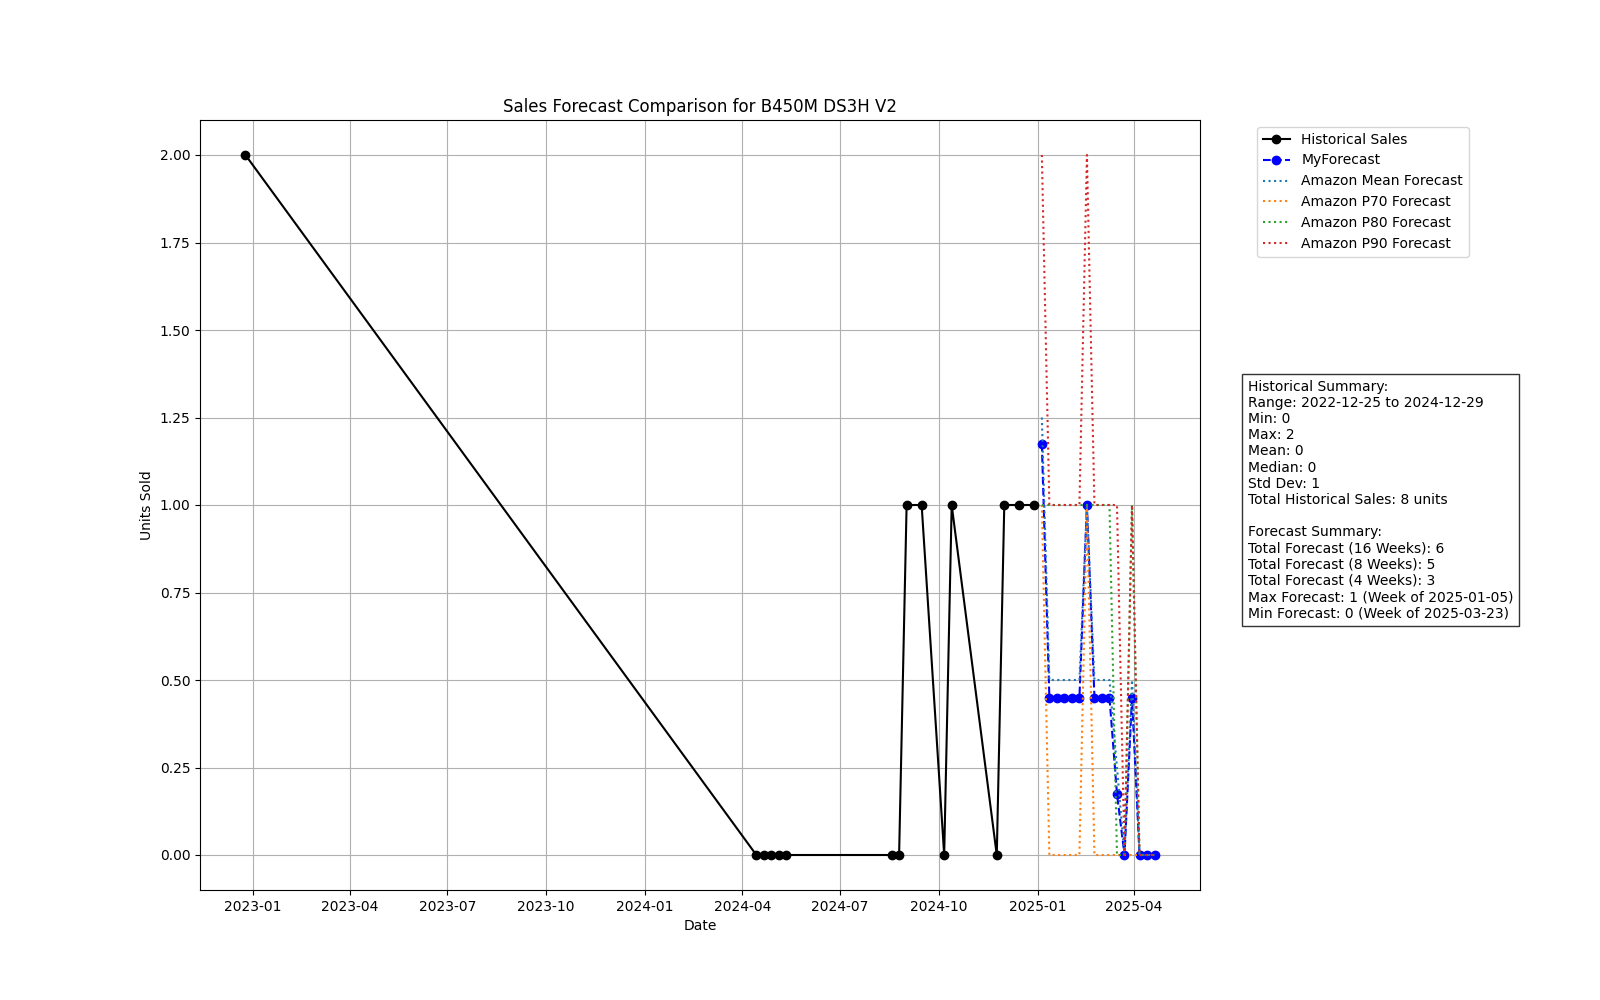 Sales Forecast Comparison for B450M DS3H V2
Historical Sales
MyForecast
Amazon Mean Forecast
Amazon P70 Forecast
Amazon P80 Forecast
Amazon P90 Forecast
2.00
1.75
1.50
1.25
1.00
0.75
0.50
0.25
0.00
Units Sold
Historical Summary:
Range: 2022-12-25 to 2024-12-29
Min: 0
Max: 2
Mean: 0
Median: 0
Std Dev: 1
Total Historical Sales: 8 units
Forecast Summary:
Total Forecast (16 Weeks): 6
Total Forecast (8 Weeks): 5
Total Forecast (4 Weeks): 3
Max Forecast: 1 (Week of 2025-01-05)
Min Forecast: 0 (Week of 2025-03-23)
2023-01 2023-04 2023-07 2023-10 2024-01 2024-04 2024-07 2024-10 2025-01 2025-04
Date